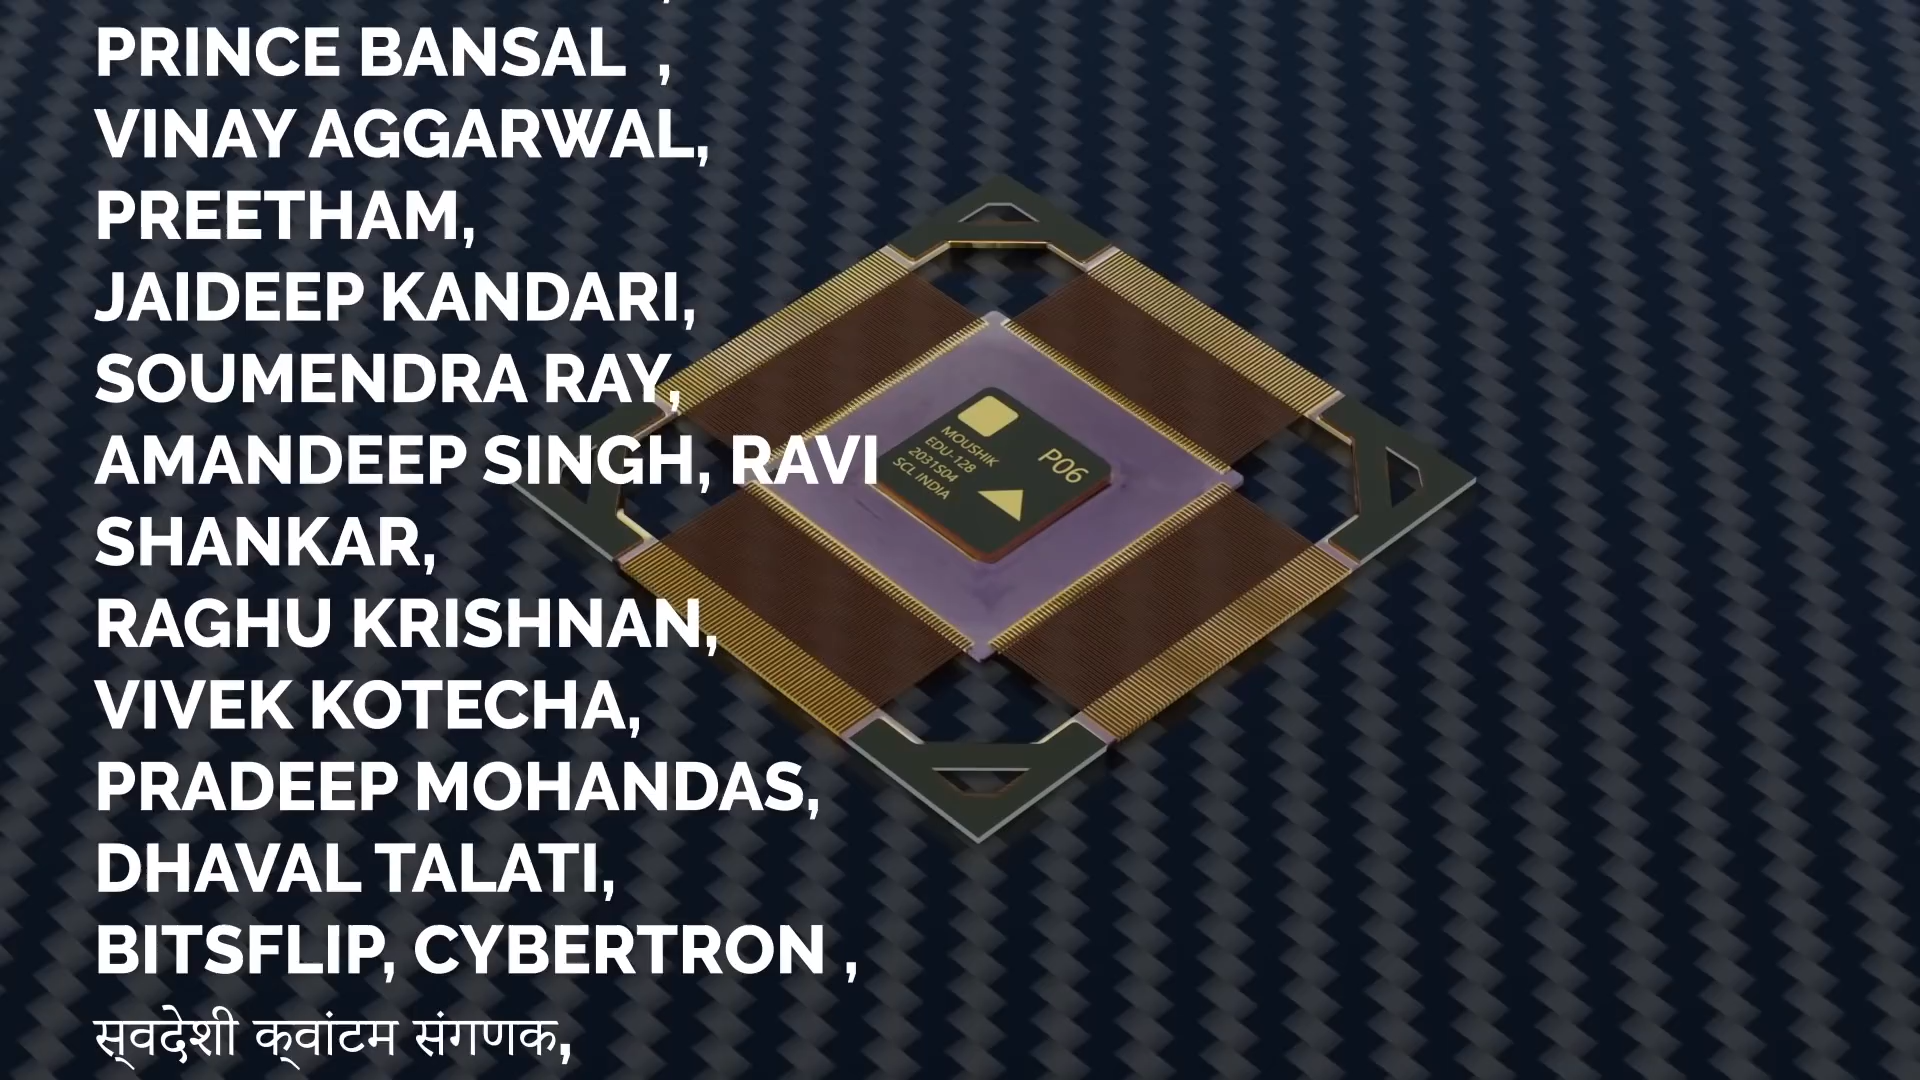 PRINCE BANSAL ,
VINAY AGGARWAL,
PREETHAM,
JAIDEEP KANDARI,
SOUMENDRA RAY,
AMANDEEP SINGH, RAVI
SHANKAR,
RAGHU KRISHNAN,
VIVEK KOTECHA,
PRADEEP MOHANDAS,
DHAVAL TALATI,
BITSFLIP, CYBERTRON ,
स्वदेशी क्वांटम संगणक,
MOUSHIK
EDU-128
2031S04
SCL INDIA
P06